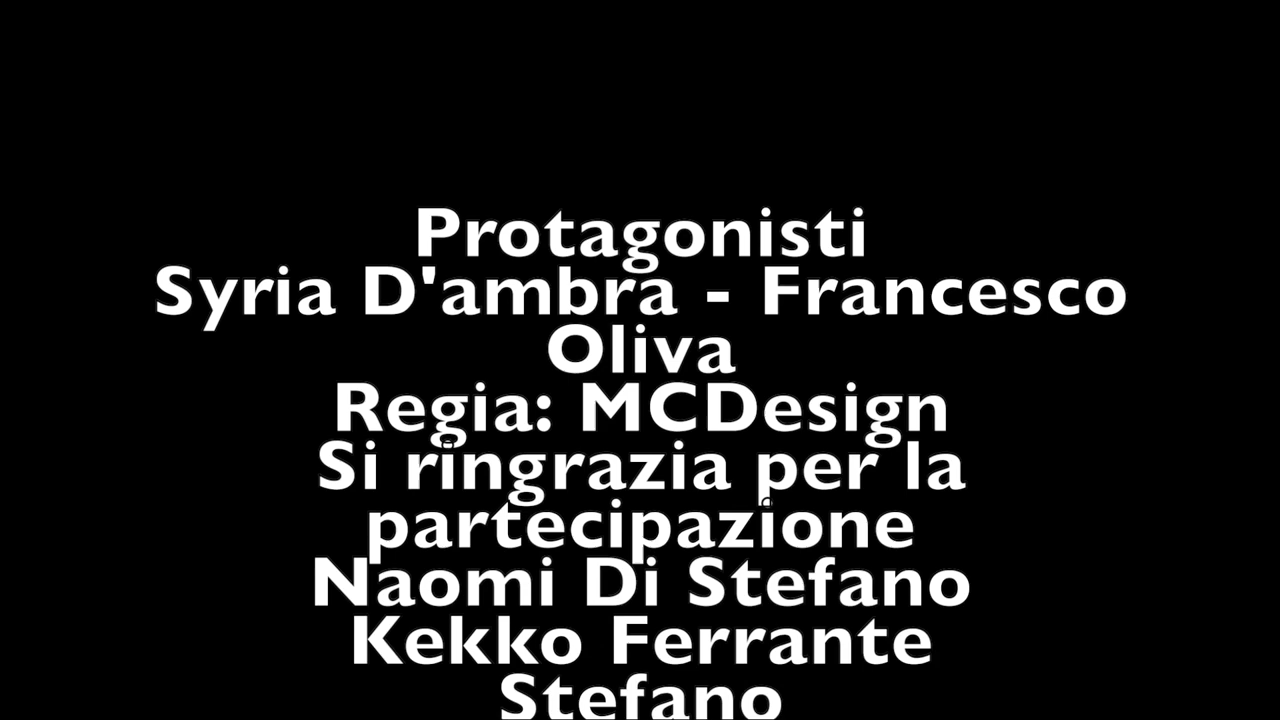 Protagonisti
Syria D'ambra - Francesco
Oliva
Regia: MCDesign
Si ringrazia per la
partecipazione
Naomi Di Stefano
Kekko Ferrante
Stefano